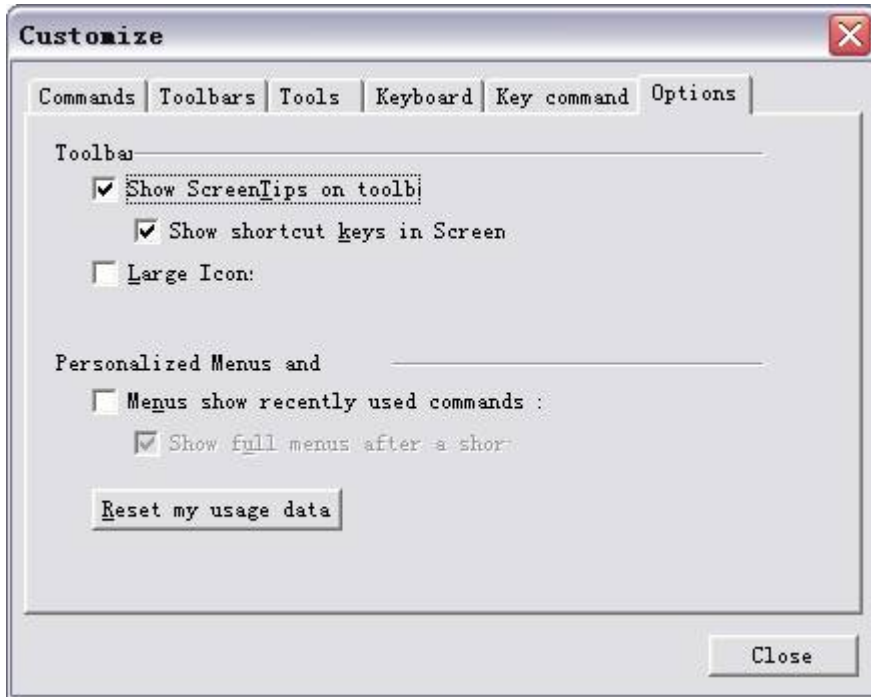 Customize
Commands Toolbars Tools Keyboard Key command Options
Toolba
Show ScreenTips on toolb
Show shortcut keys in Screen
Large Icon
Personalized Menus and
Menus show recently used commands :
Show full menus after a shor
Reset my usage data
Close